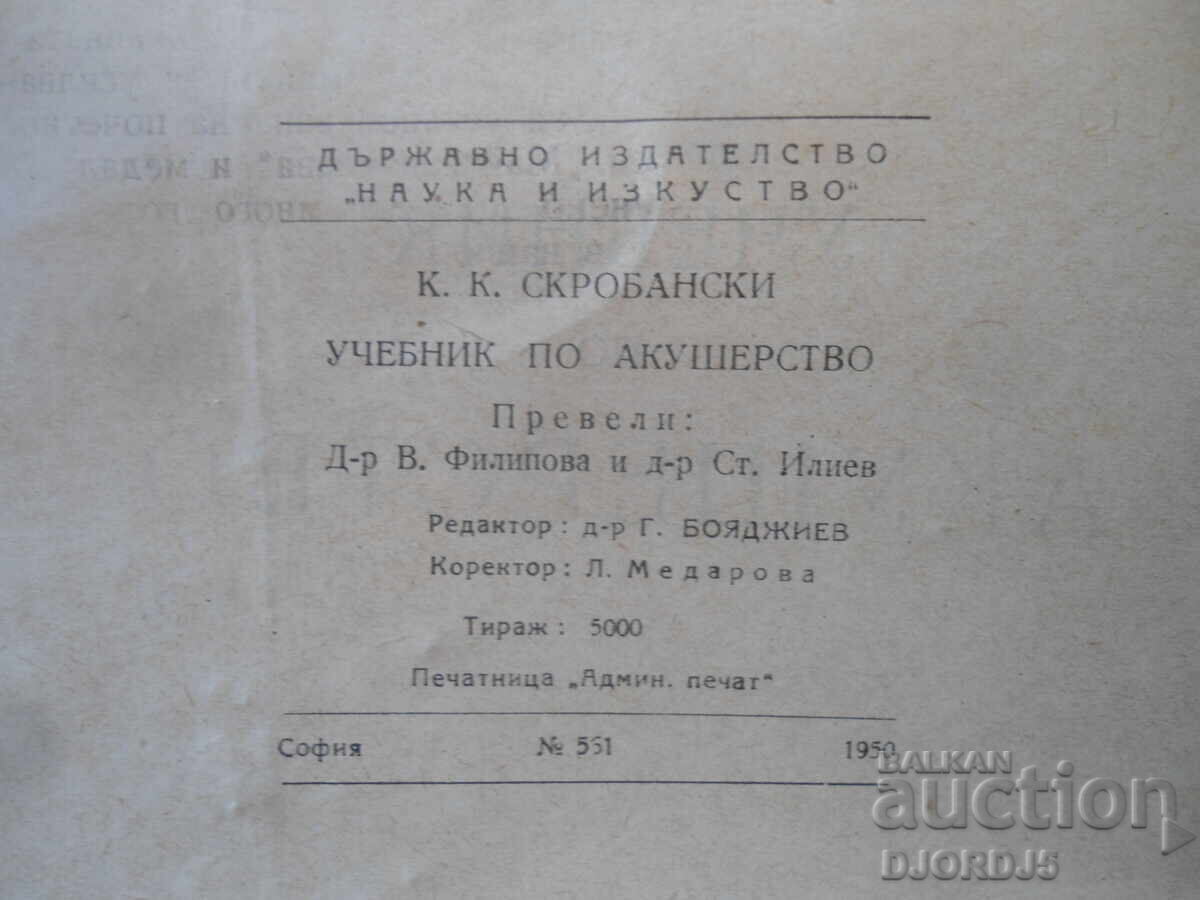 ДЪРЖАВНО ИЗДАТЕЛСТВО
„НАУКА И ИЗКУСТВО"
К. К. СКРОБАНСКИ
УЧЕБНИК ПО АКУШЕРСТВО
Превели:
Д-р В. Филипова и д-р Ст. Илиев
Редактор: д-р Г. БОЯДЖИЕВ
Коректор: Л. Медарова
Тираж: 5000
Печатница „Админ. печат"
София № 551 1950
BALKAN
auction
DJORDJ5